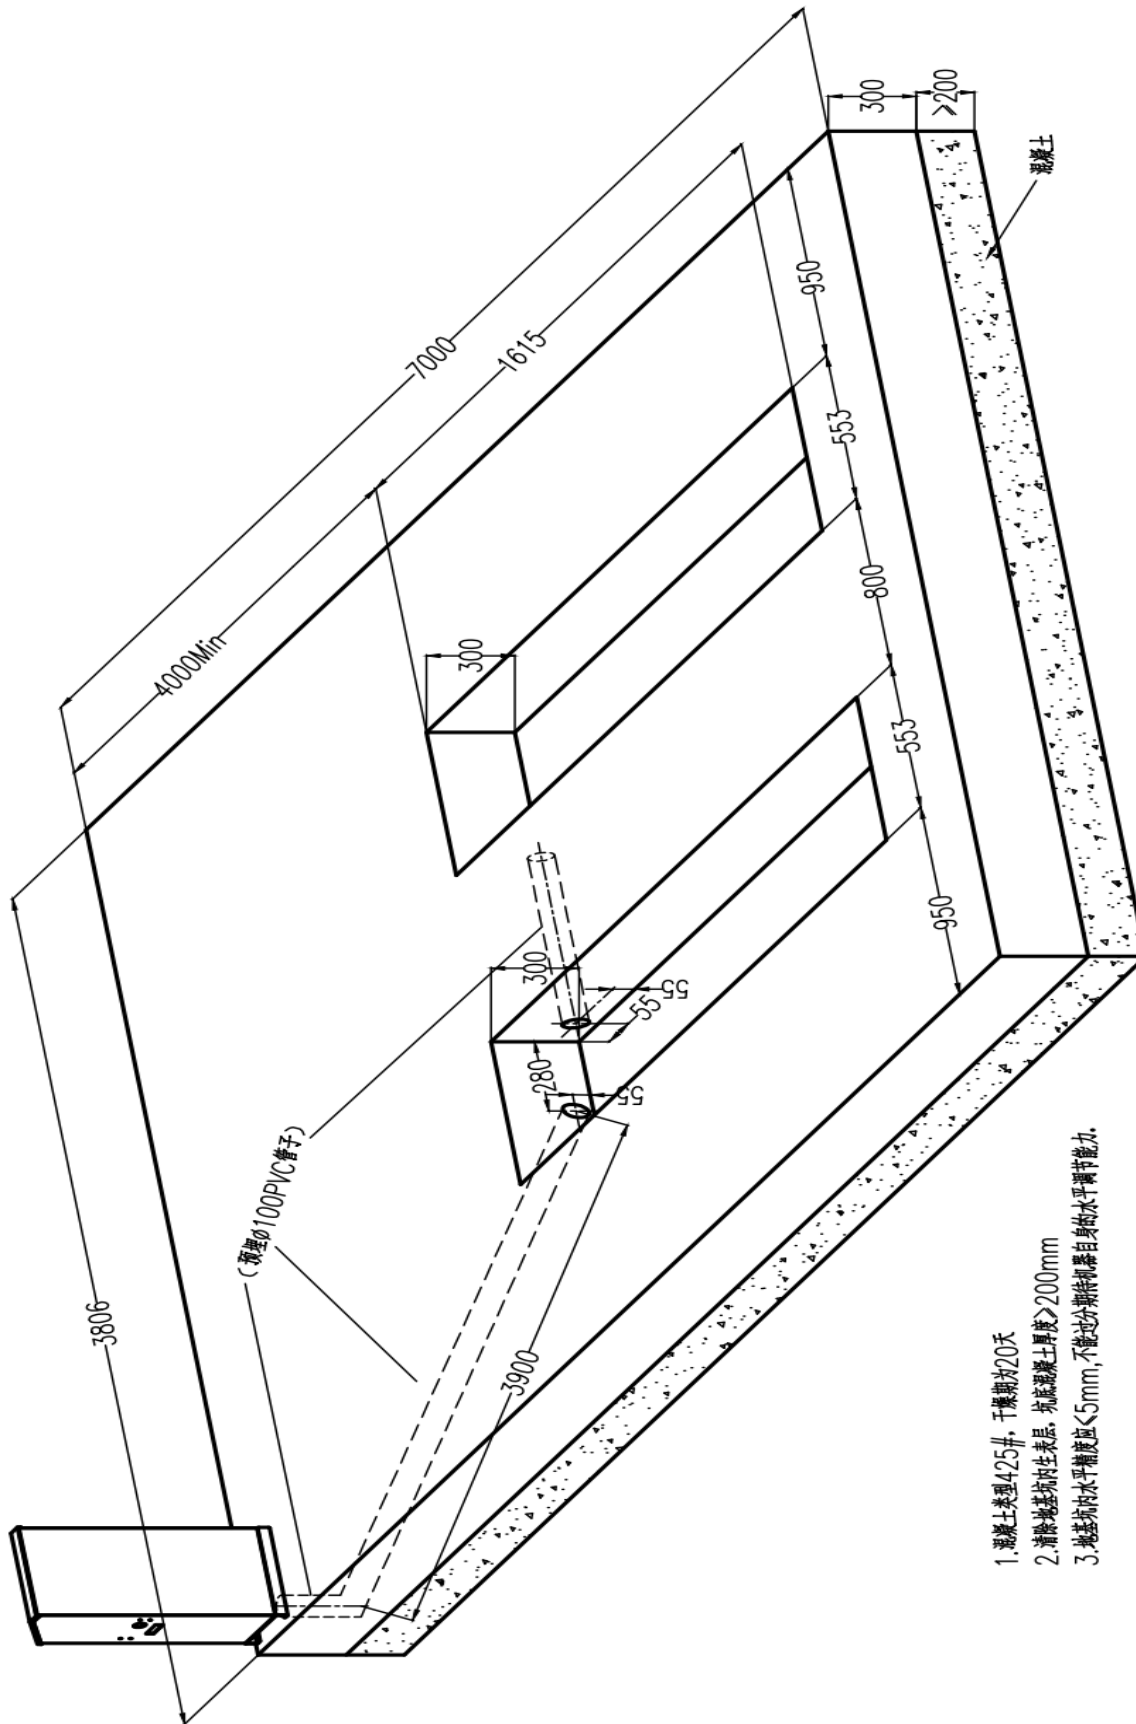 7000
4000Min
1615
300
≥200
混凝土
950
553
800
553
950
300
300
280
55
55
55
3806
3900
(预埋ø100PVC管子)
1.混凝土类型425#，干燥期为20天
2.清除地基坑内生表层，坑底混凝土厚度≥200mm
3.地基坑内水平精度应≤5mm,不能过分期待机器自身的水平调节能力.